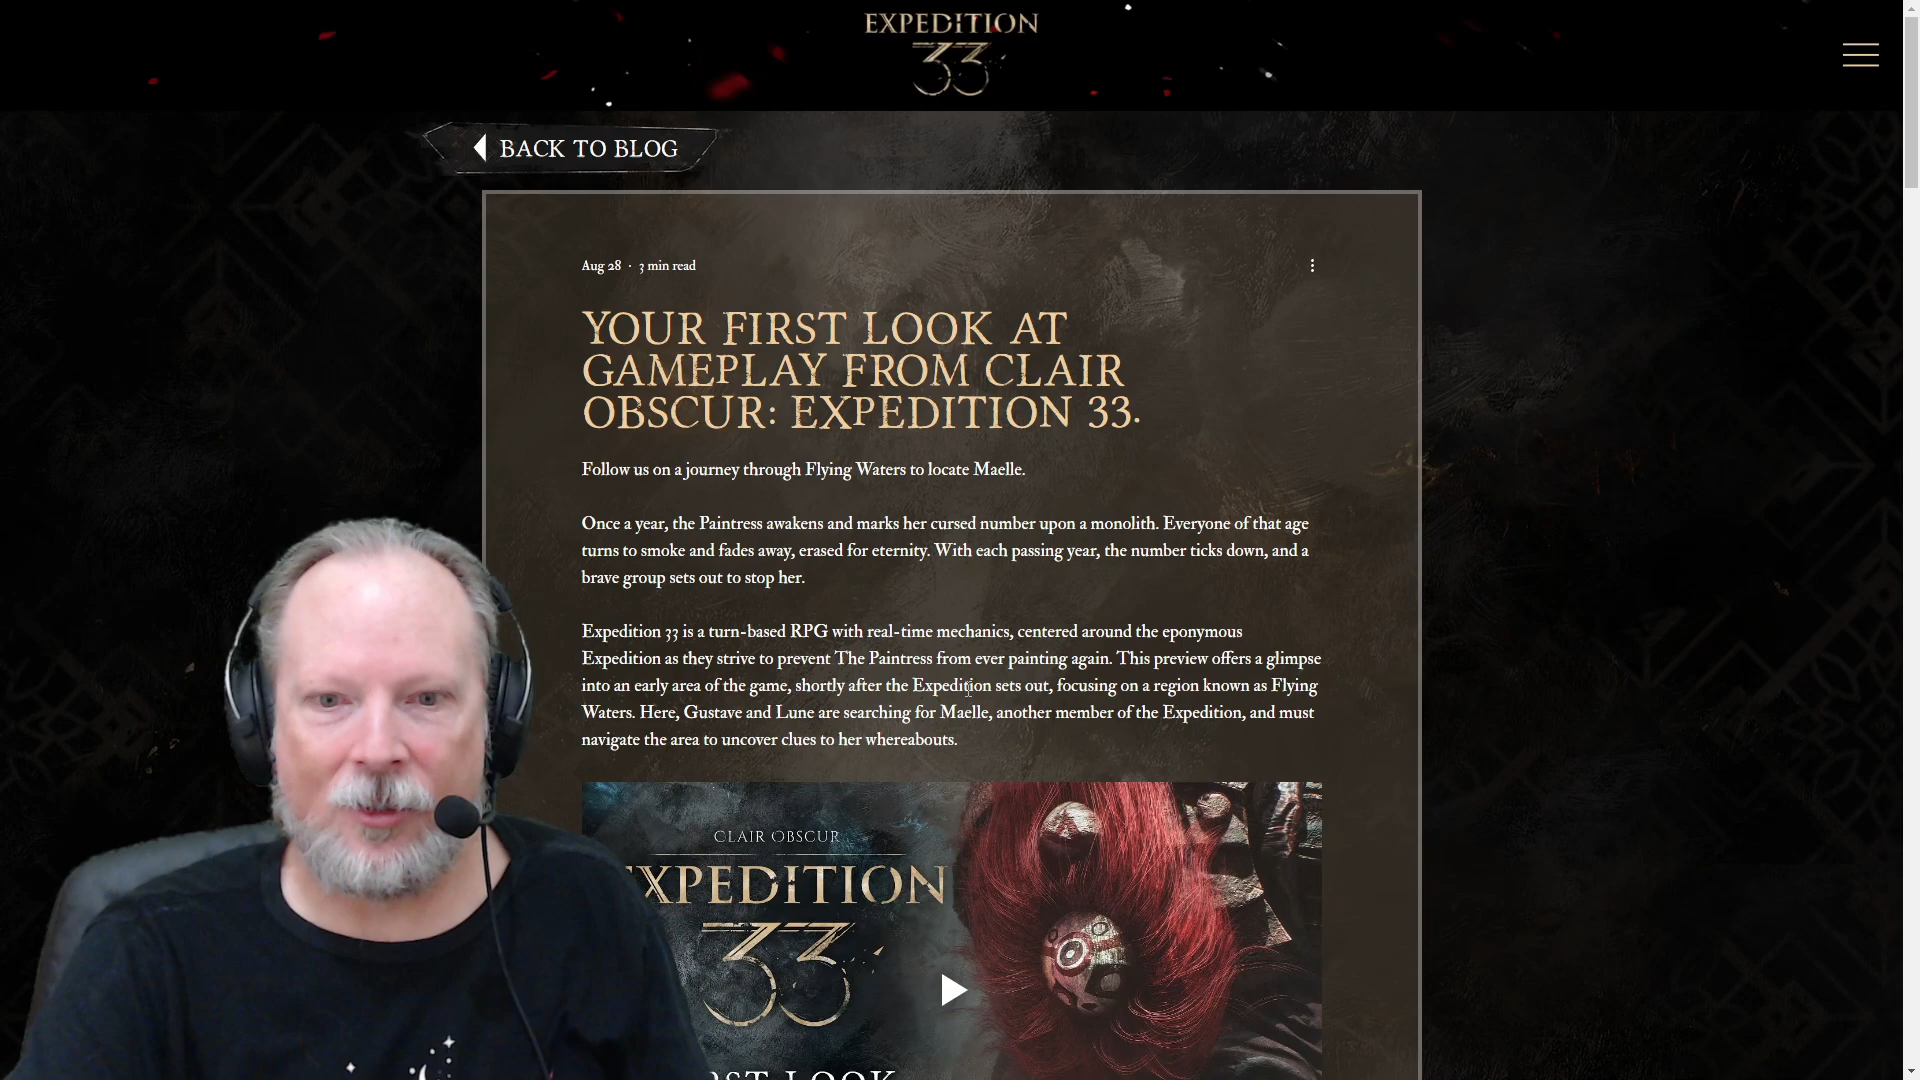 EXPEDITION
33
BACK TO BLOG
Aug 28 · 3 min read
YOUR FIRST LOOK AT
GAMEPLAY FROM CLAIR
OBSCUR: EXPEDITION 33.
Follow us on a journey through Flying Waters to locate Maelle.
Once a year, the Paintress awakens and marks her cursed number upon a monolith. Everyone of that age
turns to smoke and fades away, erased for eternity. With each passing year, the number ticks down, and a
brave group sets out to stop her.
Expedition 33 is a turn-based RPG with real-time mechanics, centered around the eponymous
Expedition as they strive to prevent The Paintress from ever painting again. This preview offers a glimpse
into an early area of the game, shortly after the Expedition sets out, focusing on a region known as Flying
Waters. Here, Gustave and Lune are searching for Maelle, another member of the Expedition, and must
navigate the area to uncover clues to her whereabouts.
CLAIR OBSCUR
XPEDITION
33
LOOK